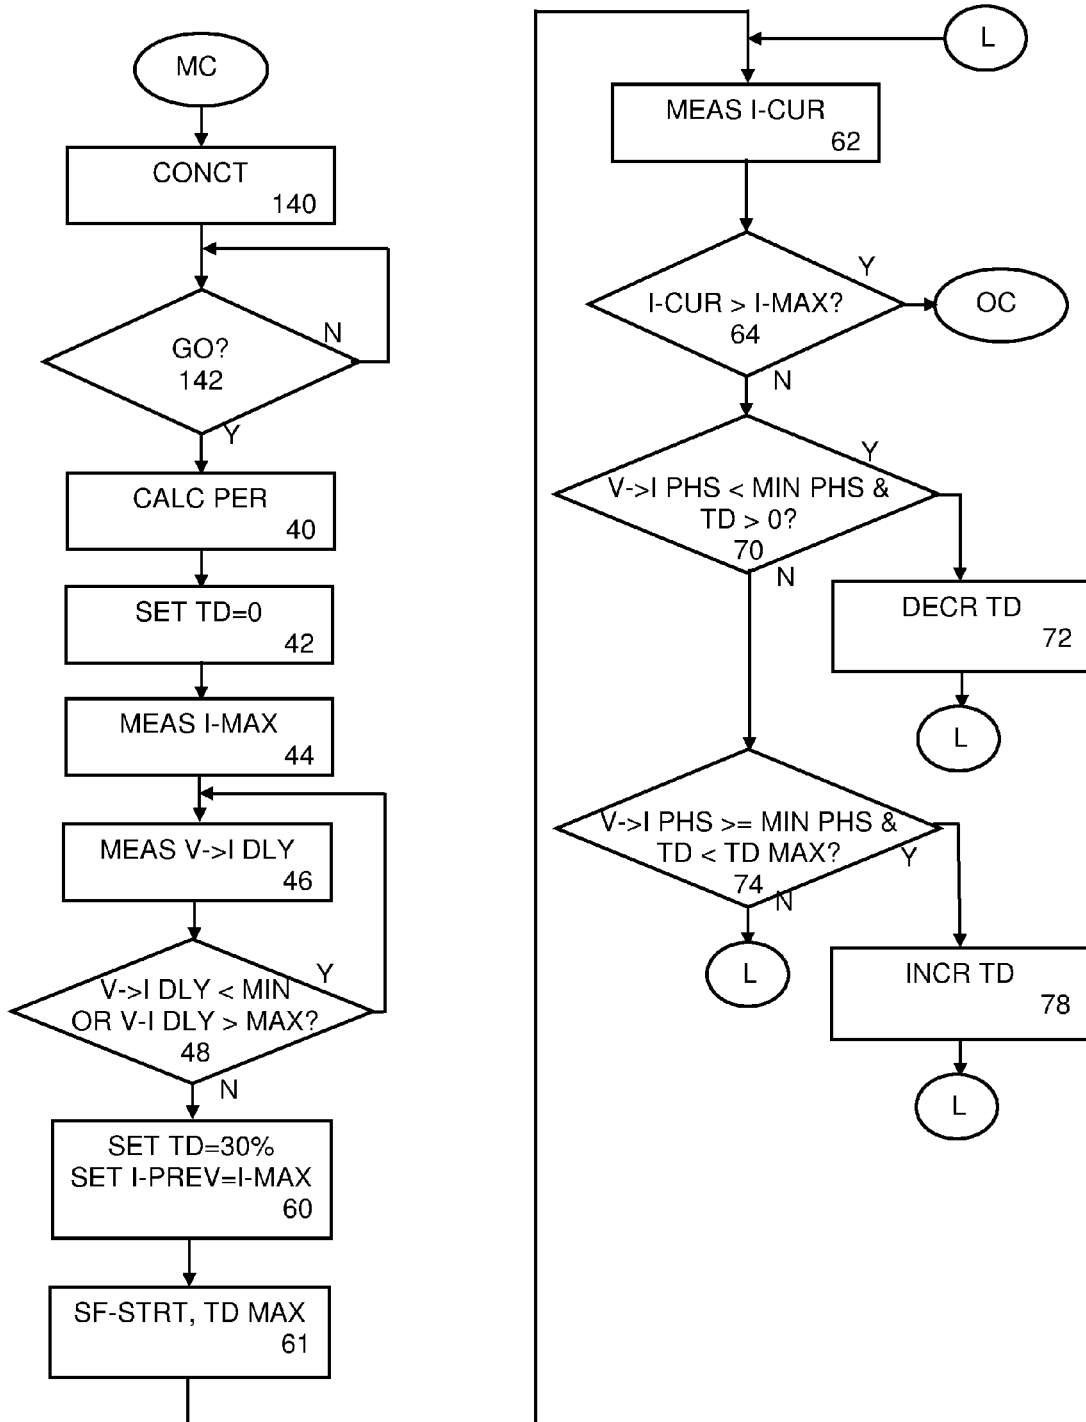 MC
CONCT
140
GO?
142
N
Y
CALC PER
40
SET TD=0
42
MEAS I-MAX
44
MEAS V->I DLY
46
V->I DLY < MIN
OR V-I DLY > MAX?
48
Y
N
SET TD=30%
SET I-PREV=I-MAX
60
SF-STRT, TD MAX
61
L
MEAS I-CUR
62
I-CUR > I-MAX?
64
Y
N
OC
V->I PHS < MIN PHS &
TD > 0?
70
Y
N
DECR TD
72
L
V->I PHS >= MIN PHS &
TD < TD MAX?
74
Y
N
L
INCR TD
78
L